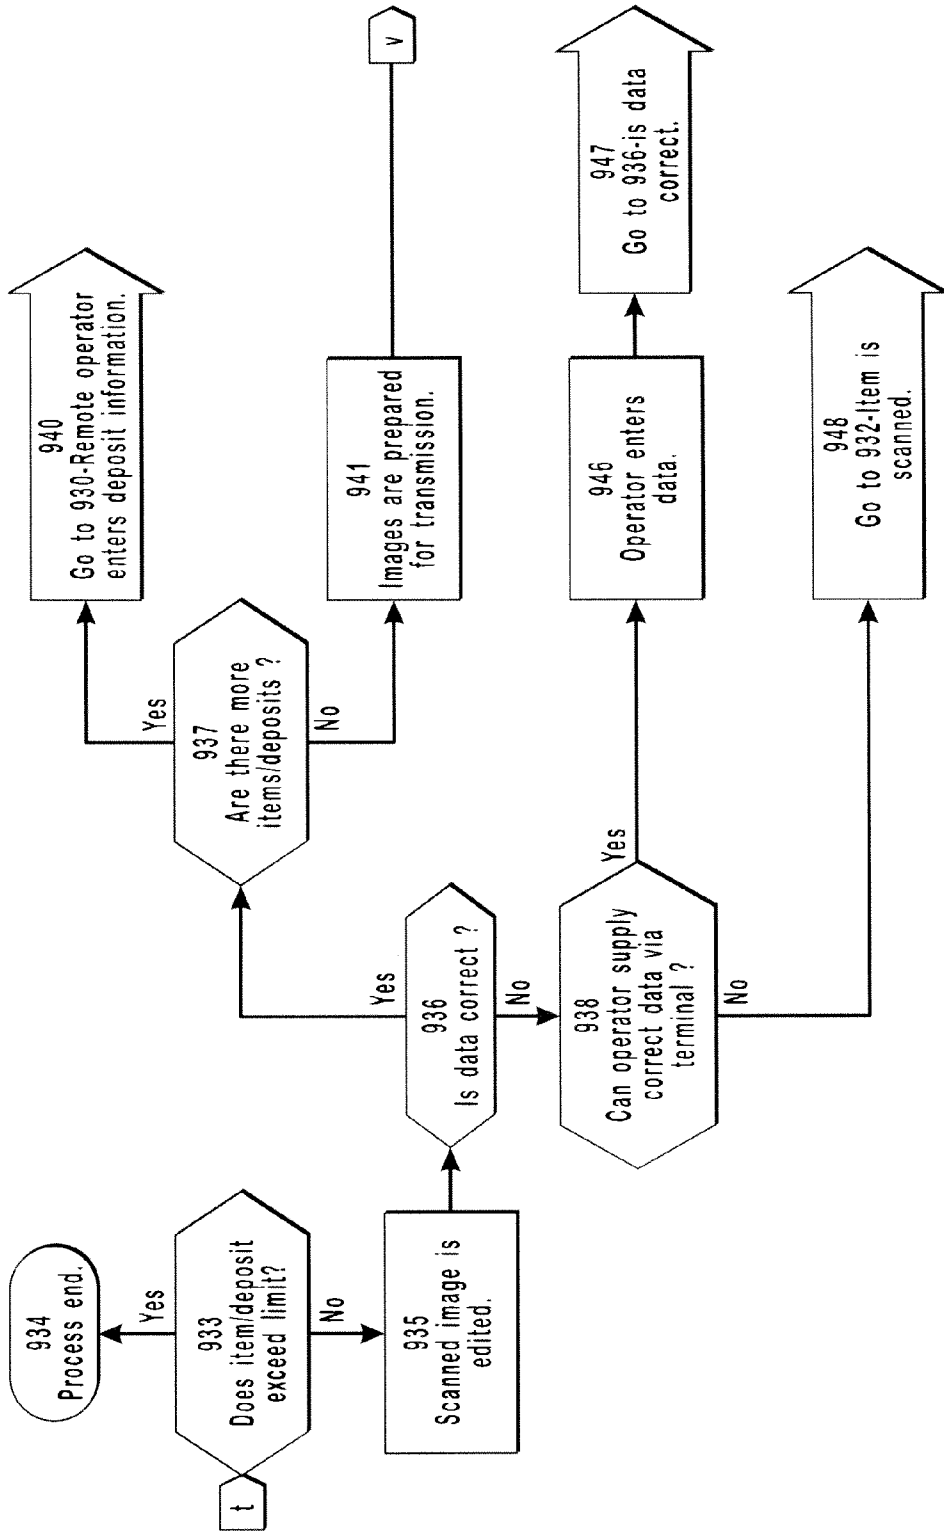 t
934
Process end.
Yes
933
Does item/deposit
exceed limit?
No
935
Scanned image is
edited.
936
Is data correct ?
Yes
No
937
Are there more
items/deposits ?
Yes
No
940
Go to 930-Remote operator
enters deposit information.
941
Images are prepared
for transmission.
v
938
Can operator supply
correct data via
terminal ?
Yes
No
946
Operator enters
data.
947
Go to 936-is data
correct.
948
Go to 932-Item is
scanned.